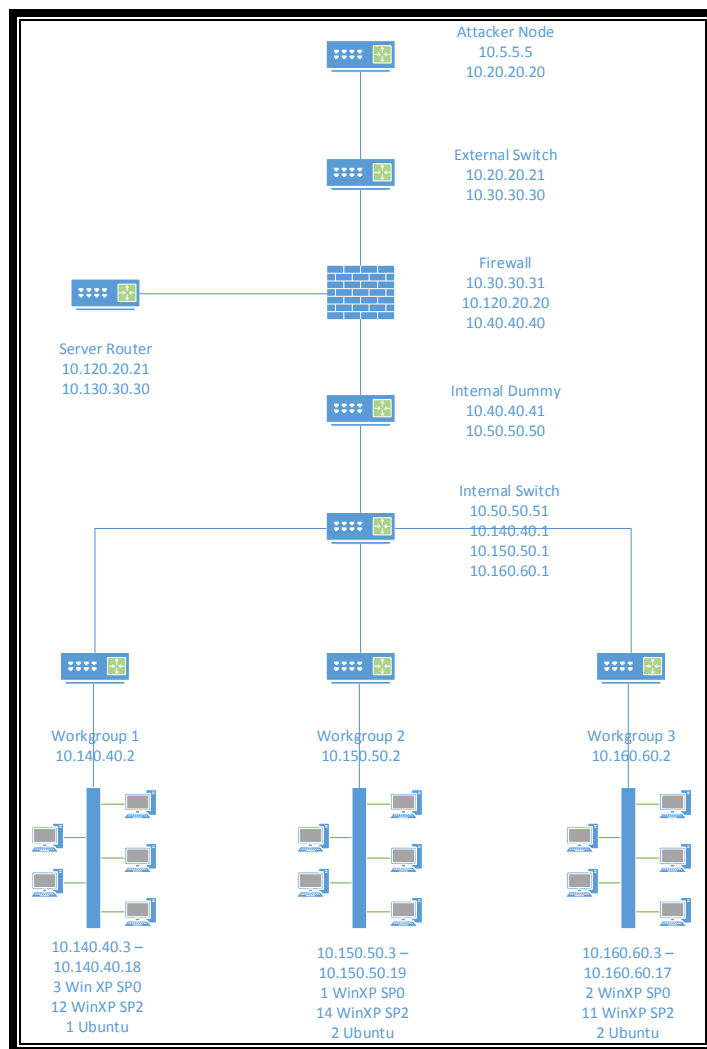 Attacker Node
10.5.5.5
10.20.20.20
External Switch
10.20.20.21
10.30.30.30
Firewall
10.30.30.31
10.120.20.20
10.40.40.40
Server Router
10.120.20.21
10.130.30.30
Internal Dummy
10.40.40.41
10.50.50.50
Internal Switch
10.50.50.51
10.140.40.1
10.150.50.1
10.160.60.1
Workgroup 1
10.140.40.2
Workgroup 2
10.150.50.2
Workgroup 3
10.160.60.2
10.140.40.3 –
10.140.40.18
3 Win XP SP0
12 WinXP SP2
1 Ubuntu
10.150.50.3 –
10.150.50.19
1 WinXP SP0
14 WinXP SP2
2 Ubuntu
10.160.60.3 –
10.160.60.17
2 WinXP SP0
11 WinXP SP2
2 Ubuntu